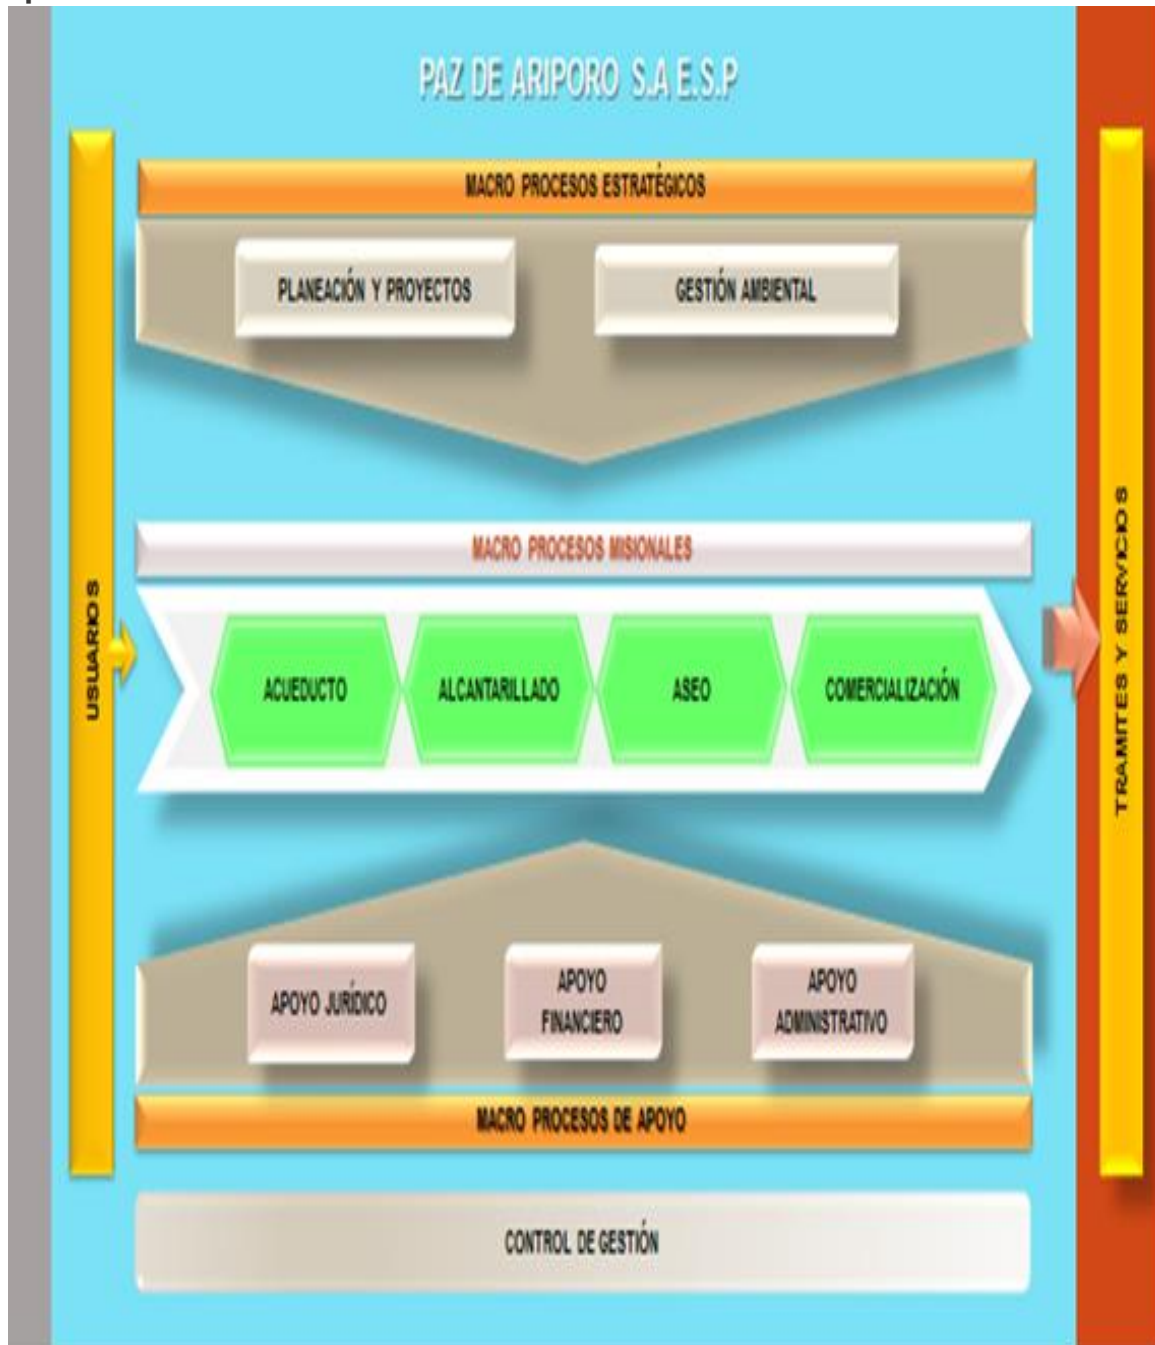 PAZ DE ARIPORO S.A E.S.P
MACRO PROCESOS ESTRATÉGICOS
PLANEACIÓN Y PROYECTOS
GESTIÓN AMBIENTAL
USUARIOS
MACRO PROCESOS MISIONALES
ACUEDUCTO
ALCANTARILLADO
ASEO
COMERCIALIZACIÓN
TRAMITES Y SERVICIOS
APOYO JURÍDICO
APOYO
FINANCIERO
APOYO
ADMINISTRATIVO
MACRO PROCESOS DE APOYO
CONTROL DE GESTIÓN